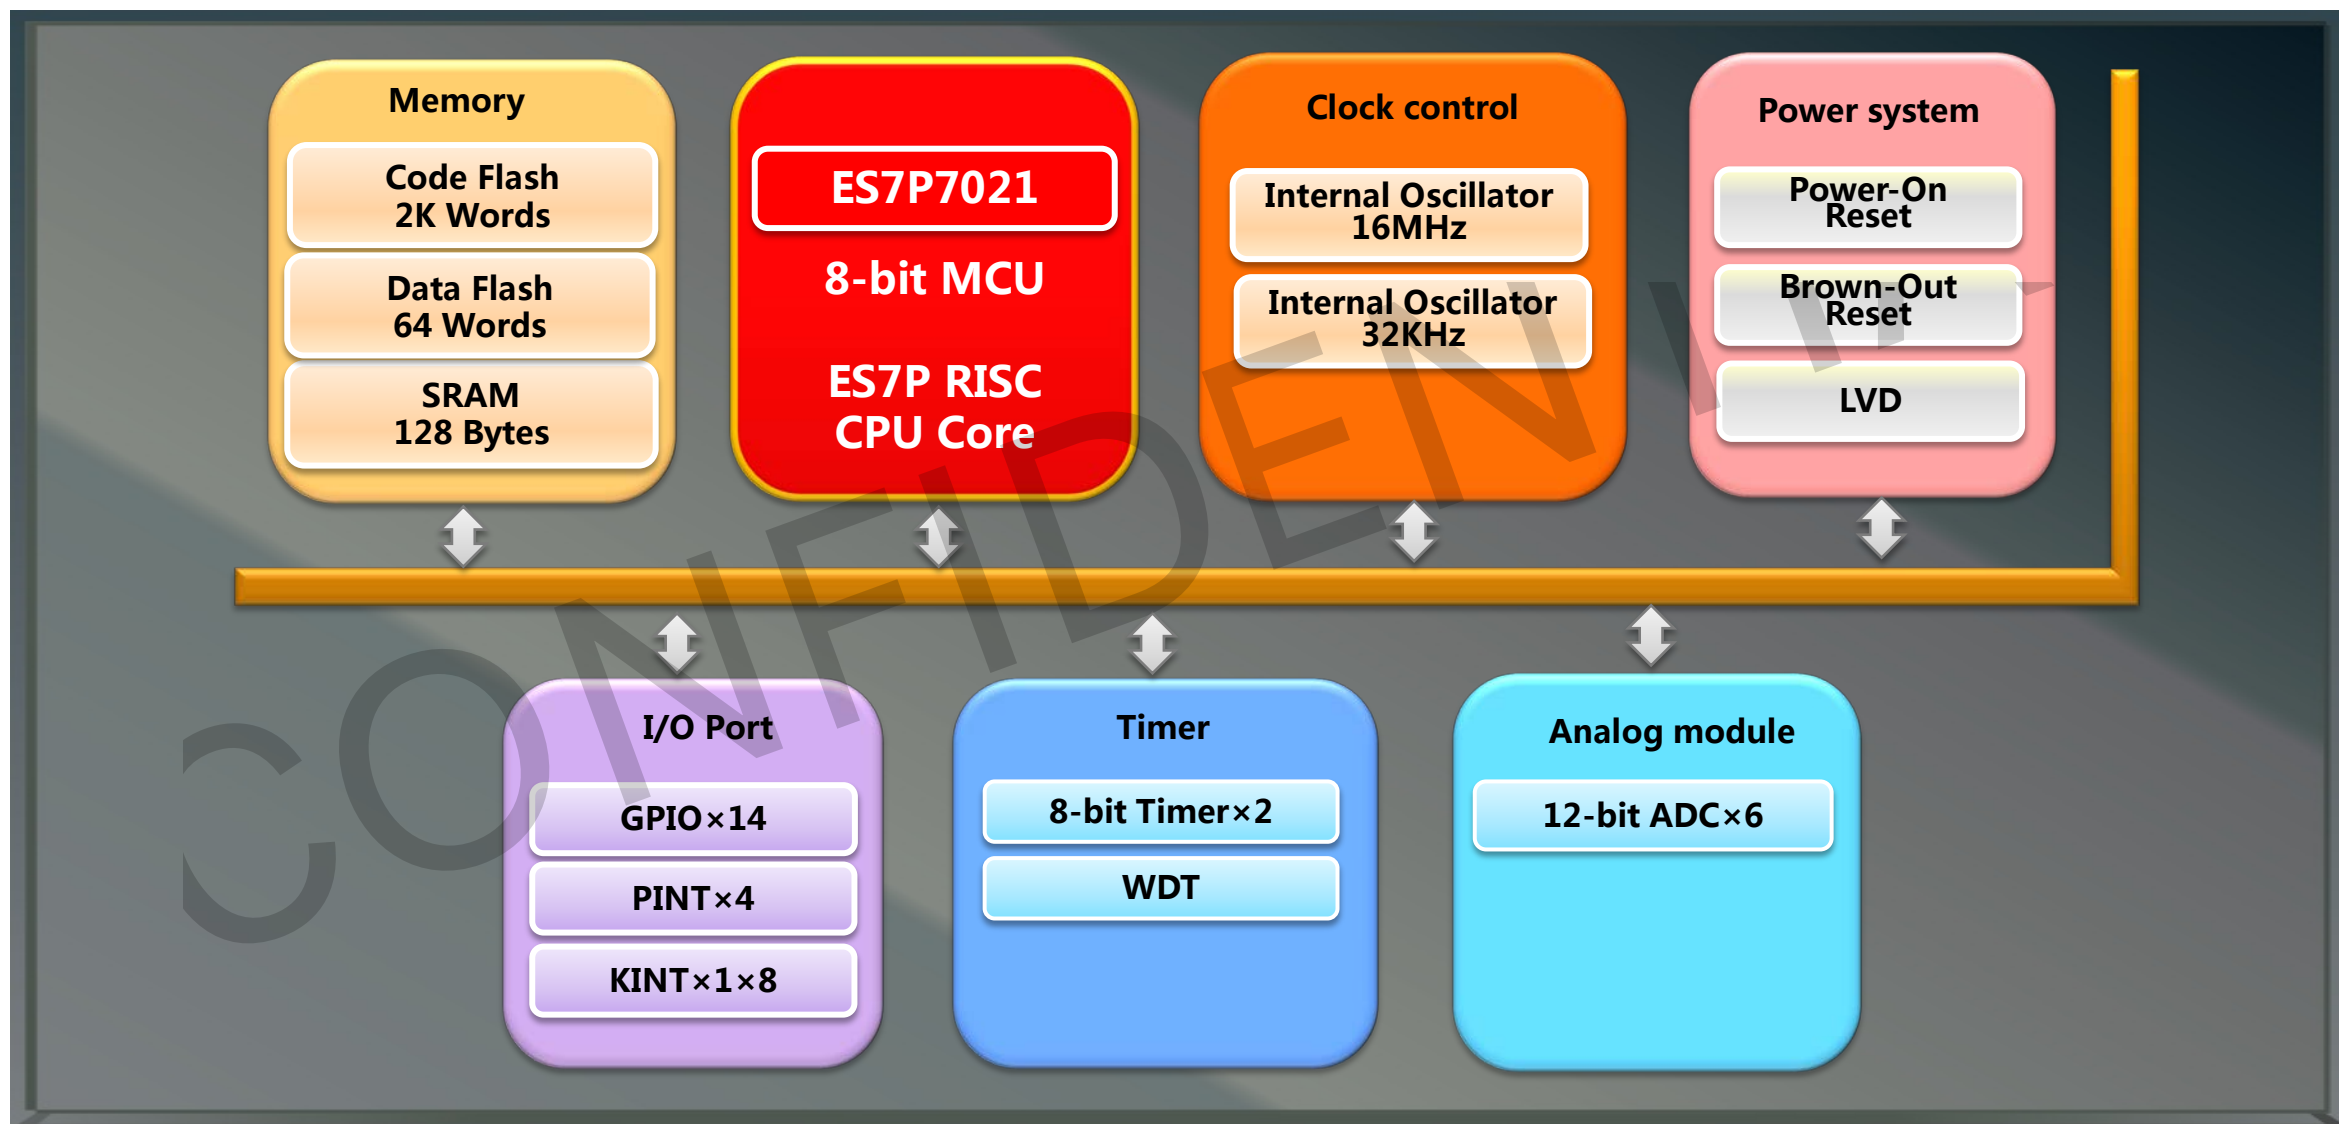 Memory
Code Flash
2K Words
Data Flash
64 Words
SRAM
128 Bytes
ES7P7021
8-bit MCU
ES7P RISC
CPU Core
Clock control
Internal Oscillator
16MHz
Internal Oscillator
32KHz
Power system
Power-On
Reset
Brown-Out
Reset
LVD
I/O Port
GPIO×14
PINT×4
KINT×1×8
Timer
8-bit Timer×2
WDT
Analog module
12-bit ADC×6